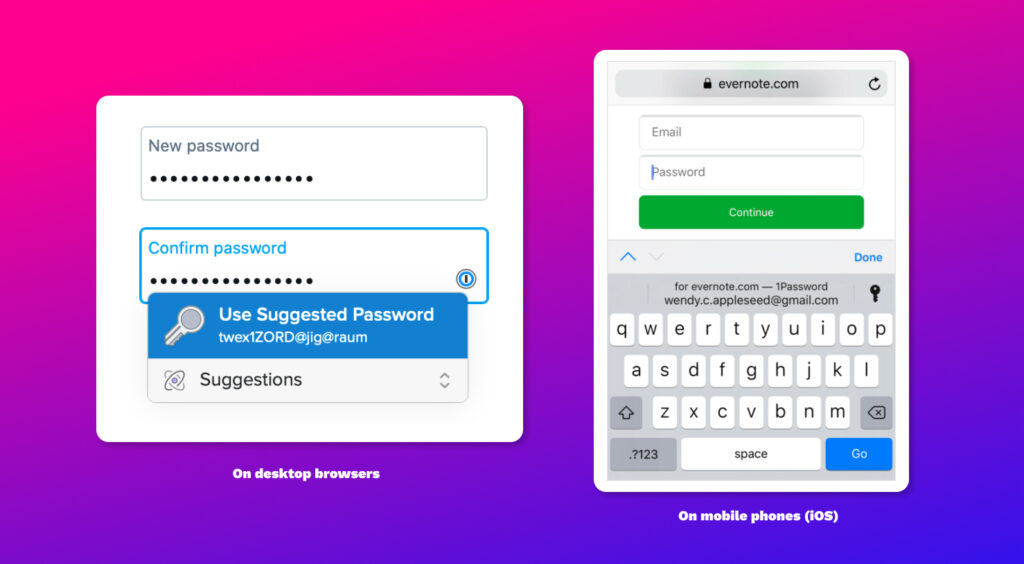 New password
••••••••••••••••
Confirm password
••••••••••••••••
Use Suggested Password
twex1ZORD@jig@raum
Suggestions
On desktop browsers
evernote.com
Email
Password
Continue
Done
for evernote.com — 1Password
wendy.c.appleseed@gmail.com
q w e r t y u i o p
a s d f g h j k l
z x c v b n m
.?123 space Go
On mobile phones (iOS)